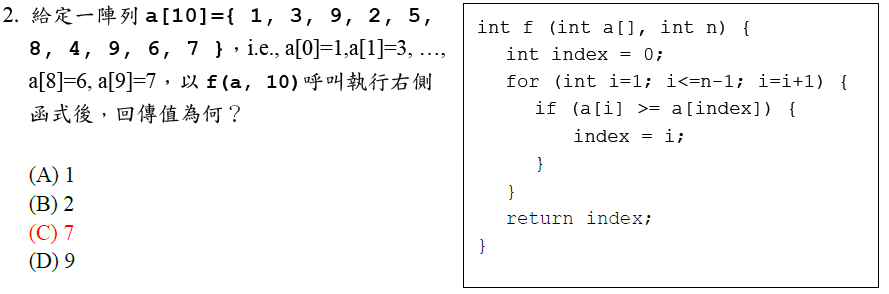 2. 給定一陣列 a[10]={ 1, 3, 9, 2, 5,
8, 4, 9, 6, 7 }，i.e., a[0]=1,a[1]=3, …,
a[8]=6, a[9]=7，以 f(a, 10)呼叫執行右側
函式後，回傳值為何？
(A) 1
(B) 2
(C) 7
(D) 9
int f (int a[], int n) {
int index = 0;
for (int i=1; i<=n-1; i=i+1) {
if (a[i] >= a[index]) {
index = i;
}
}
return index;
}